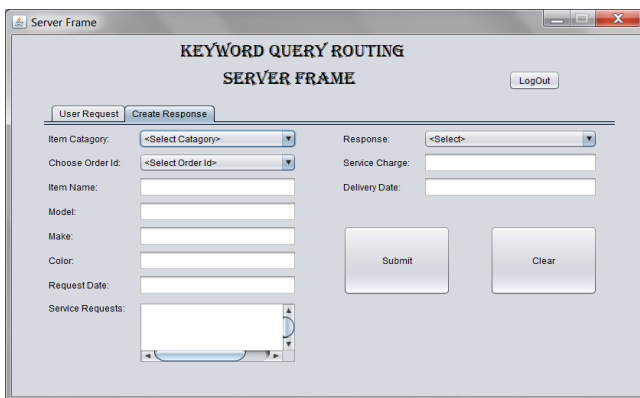 Server Frame
KEYWORD QUERY ROUTING
SERVER FRAME
LogOut
User Request
Create Response
Item Catagory:
<Select Catagory>
Choose Order Id:
<Select Order Id>
Item Name:
Model:
Make:
Color:
Request Date:
Service Requests:
Response:
<Select>
Service Charge:
Delivery Date:
Submit
Clear